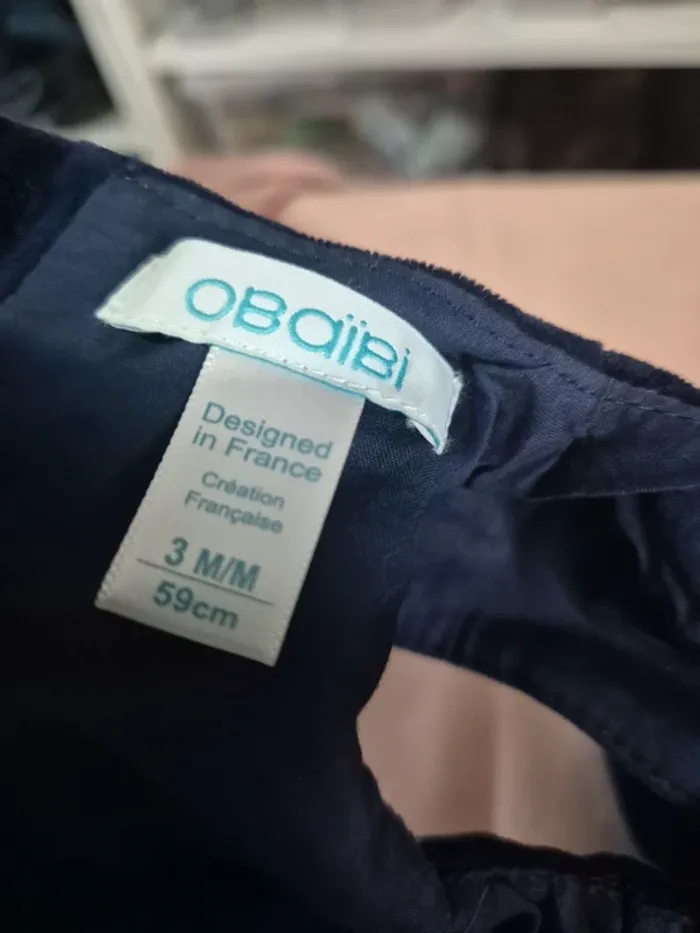 OBaïBi
Designed
in France
Création
Française
3 M/M
59cm